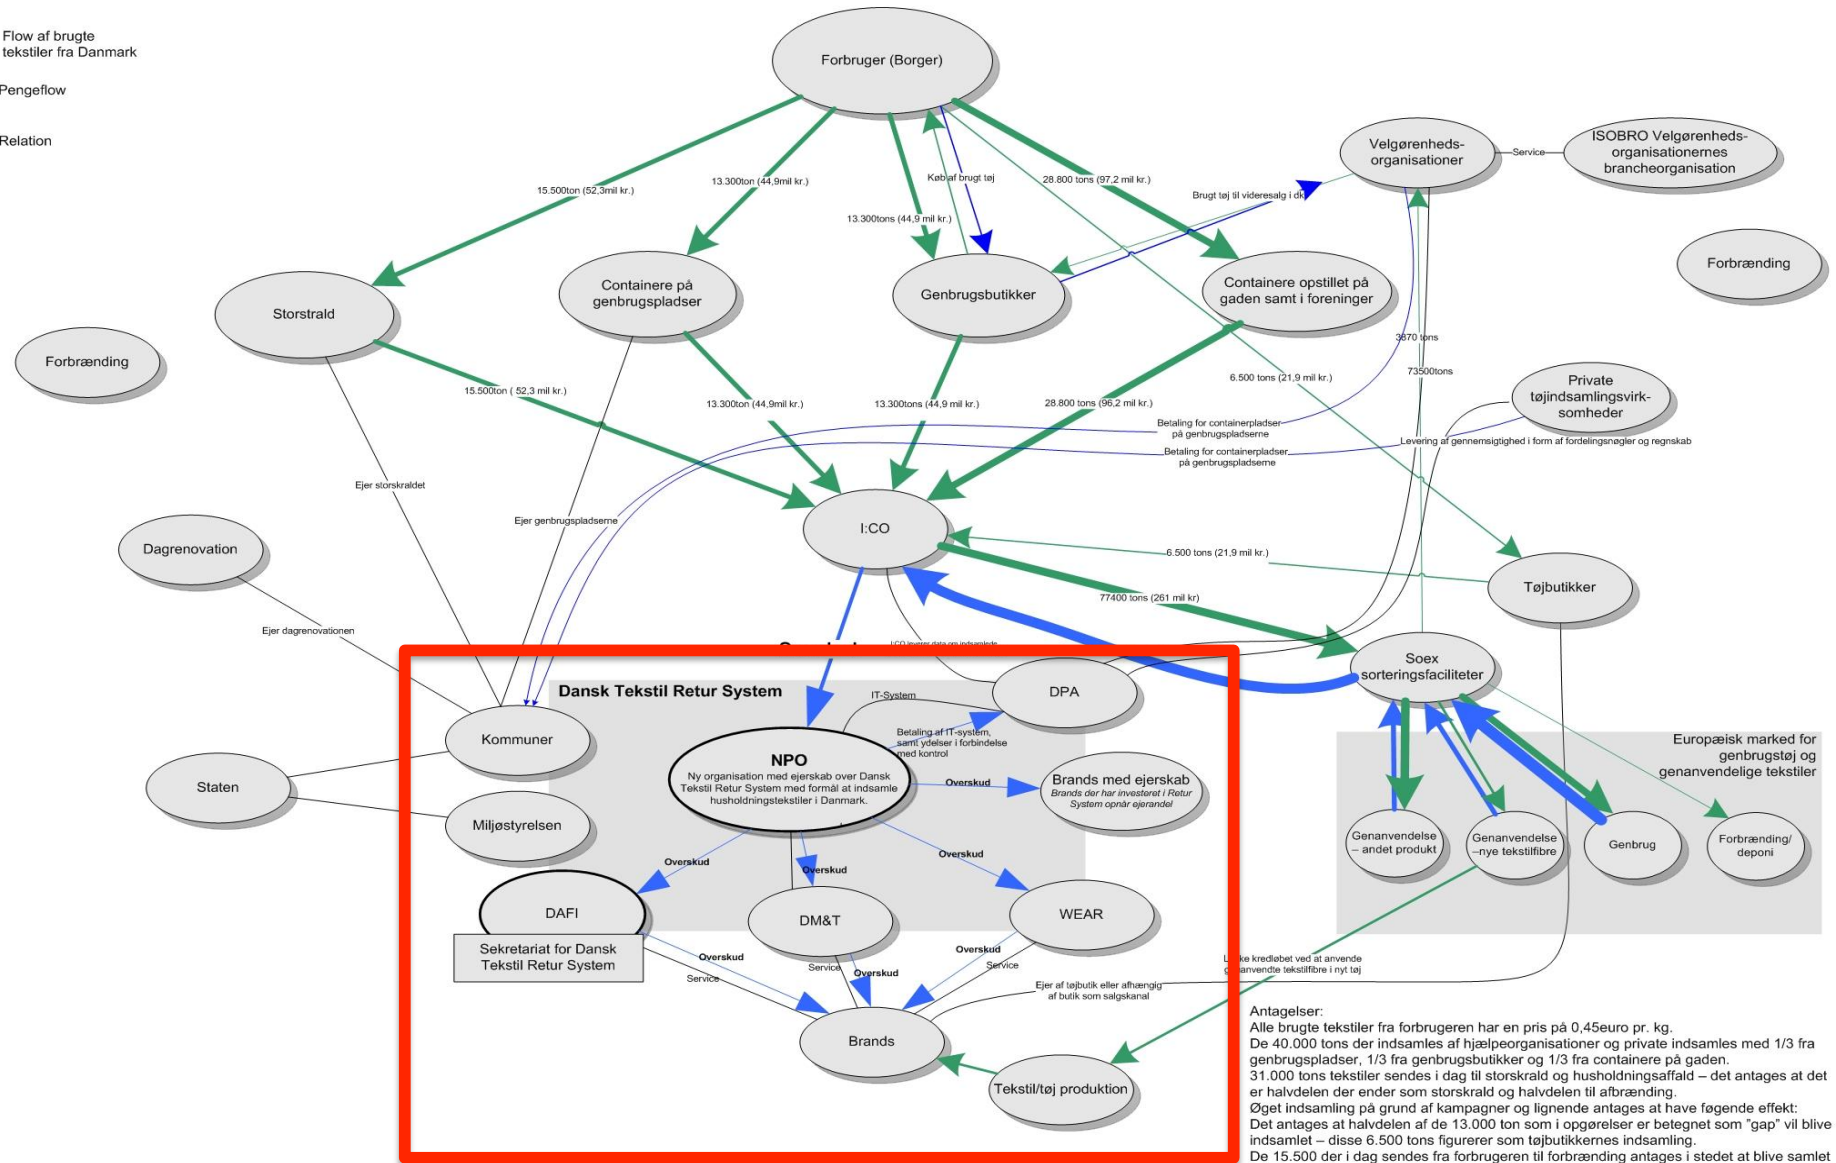 Flow af brugte
tekstiler fra Danmark
Pengeflow
Relation
Forbruger (Borger)
Velgørenheds-
organisationer
Service
ISOBRO Velgørenheds-
organisationernes
brancheorganisation
15.500ton (52,3mil kr.)
13.300ton (44,9mil kr.)
Køb af brugt tøj
28.800 tons (97,2 mil kr.)
Brugt tøj til videresalg i dk
13.300tons (44,9 mil kr.)
Forbrænding
Storstrald
Containere på
genbrugspladser
Genbrugsbutikker
Containere opstillet på
gaden samt i foreninger
Forbrænding
3870 tons
73500tons
6.500 tons (21,9 mil kr.)
Private
tøjindsamlingsvirk-
somheder
15.500ton ( 52,3 mil kr.)
13.300ton (44,9mil kr.)
13.300tons (44,9 mil kr.)
28.800 tons (96,2 mil kr.)
Betaling for containerpladser
på genbrugspladserne
Levering af gennemsigtighed i form af fordelingsnøgler og regnskab
Betaling for containerpladser
på genbrugspladserne
Ejer storskraldet
Ejer genbrugspladserne
I:CO
Dagrenovation
6.500 tons (21,9 mil kr.)
Tøjbutikker
77400 tons (261 mil kr)
Ejer dagrenovationen
I:CO leverer data om indsamlede
Soex
sorteringsfaciliteter
Dansk Tekstil Retur System
IT-System
DPA
Kommuner
Betaling af IT-system,
samt ydelser i forbindelse
med kontrol
NPO
Ny organisation med ejerskab over Dansk
Tekstil Retur System med formål at indsamle
husholdningstekstiler i Danmark.
Overskud
Brands med ejerskab
Brands der har investeret i Retur
System opnår ejerandel
Europæisk marked for
genbrugstøj og
genanvendelige tekstiler
Staten
Miljøstyrelsen
Genanvendelse
– andet produkt
Genanvendelse
–nye tekstilfibre
Genbrug
Forbrænding/
deponi
Overskud
Overskud
Overskud
DAFI
DM&T
WEAR
Sekretariat for Dansk
Tekstil Retur System
Overskud
Service
Service
Overskud
Overskud
Service
ke kredløbet ved at anvende
genanvendte tekstilfibre i nyt tøj
Ejer af tøjbutik eller afhængig
af butik som salgskanal
Brands
Tekstil/tøj produktion
Antagelser:
Alle brugte tekstiler fra forbrugeren har en pris på 0,45euro pr. kg.
De 40.000 tons der indsamles af hjælpeorganisationer og private indsamles med 1/3 fra
genbrugspladser, 1/3 fra genbrugsbutikker og 1/3 fra containere på gaden.
31.000 tons tekstiler sendes i dag til storskrald og husholdningsaffald – det antages at det
er halvdelen der ender som storskrald og halvdelen til afbrænding.
Øget indsamling på grund af kampagner og lignende antages at have føgende effekt:
Det antages at halvdelen af de 13.000 ton som i opgørelser er betegnet som "gap" vil blive
indsamlet – disse 6.500 tons figurerer som tøjbutikkernes indsamling.
De 15.500 der i dag sendes fra forbrugeren til forbrænding antages i stedet at blive samlet